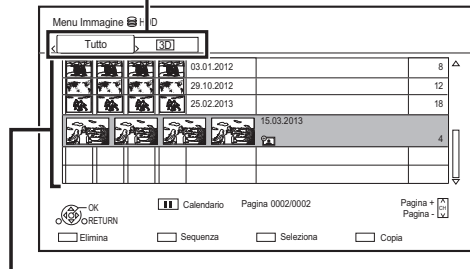 Menu Immagine HDD
Tutto 3D
03.01.2012 8
29.10.2012 12
25.02.2013 18
15.03.2013
4
OK
RETURN
Calendario Pagina 0002/0002 Pagina +
Pagina -
CH
Elimina Sequenza Seleziona Copia